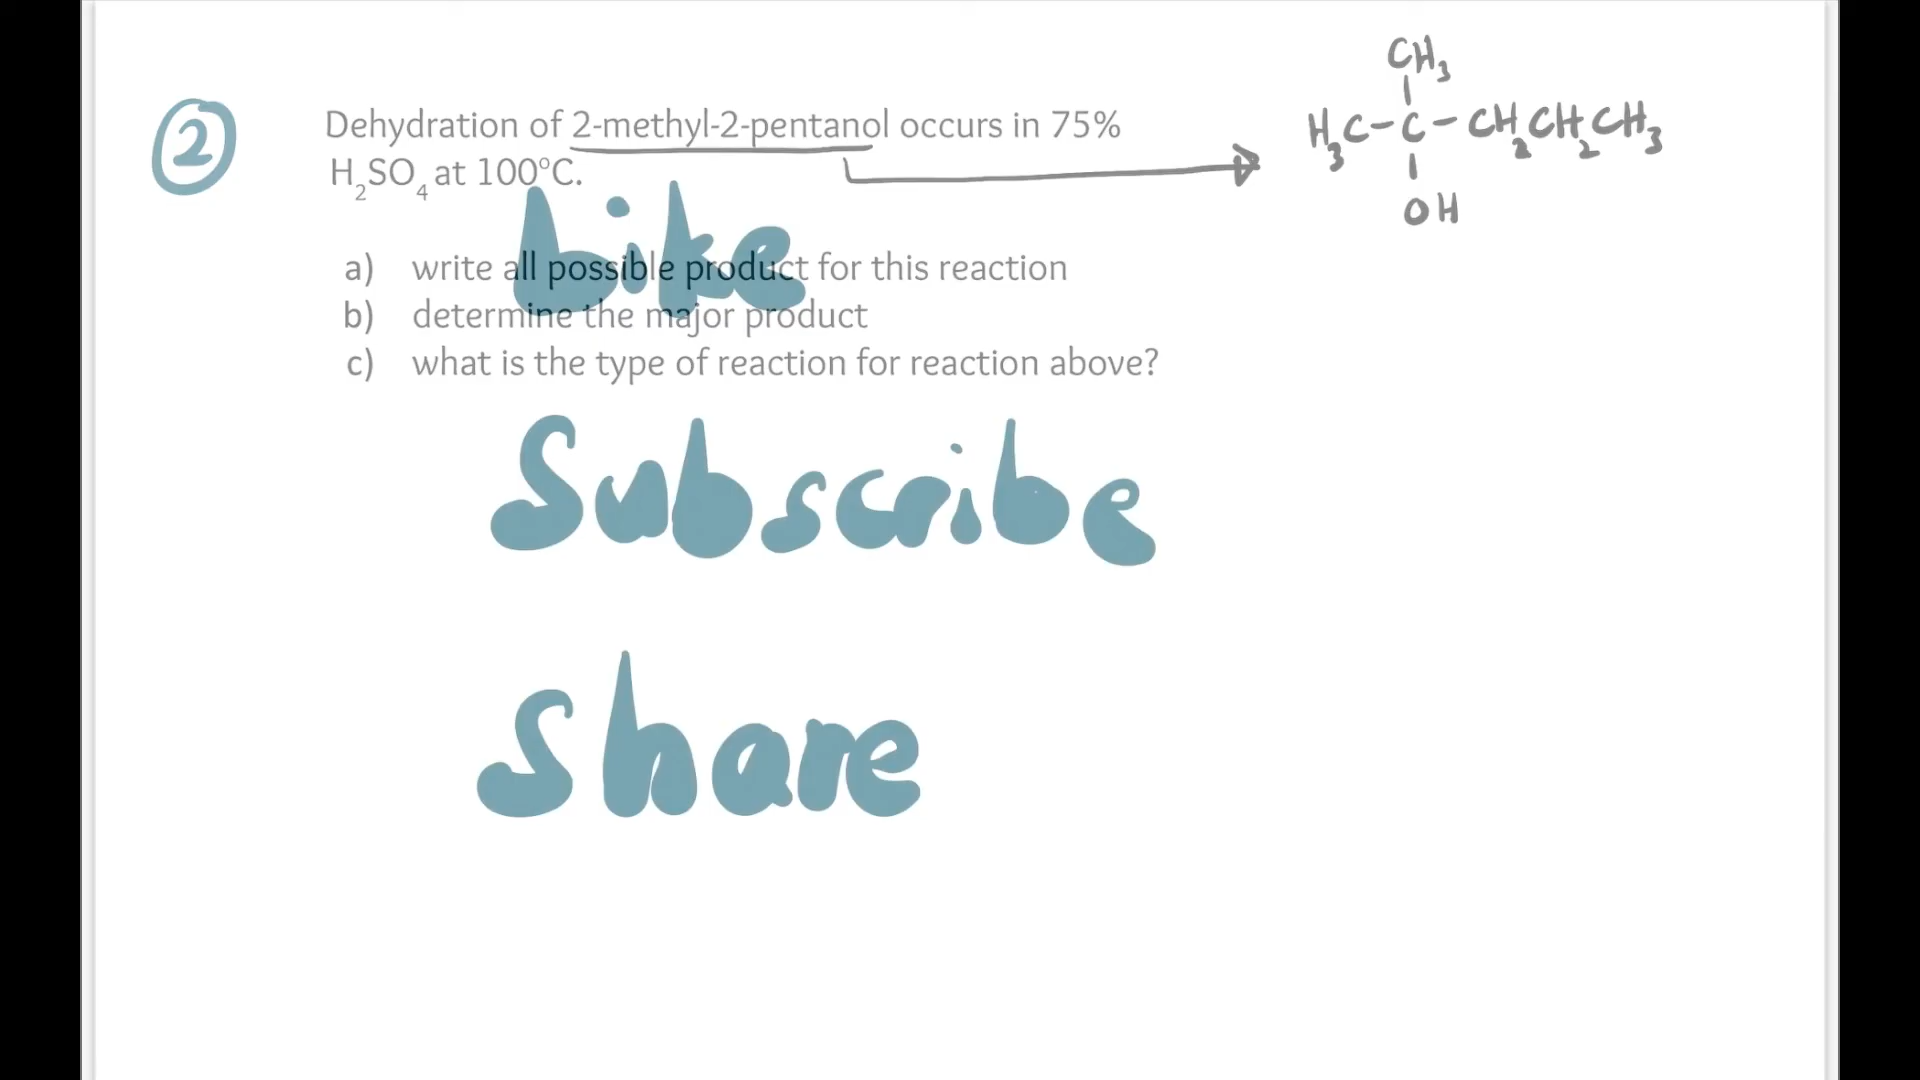 2
Dehydration of 2-methyl-2-pentanol occurs in 75%
H₂SO₄ at 100°C.
CH₃
H₃C-C-CH₂CH₂CH₃
OH
Like
a) write all possible product for this reaction
b) determine the major product
c) what is the type of reaction for reaction above?
Subscribe
Share